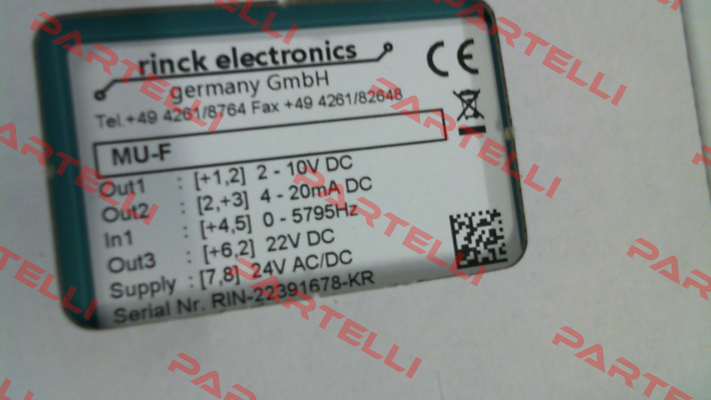 rinck electronics
germany GmbH
Tel.+49 4261/8764 Fax +49 4261/82648
MU-F
Out1 : [+1,2] 2 - 10V DC
Out2 : [2,+3] 4 - 20mA DC
In1 : [+4,5] 0 - 5795Hz
Out3 : [+6,2] 22V DC
Supply : [7,8] 24V AC/DC
Serial Nr. RIN-22391678-KR
CE
PARTELLI